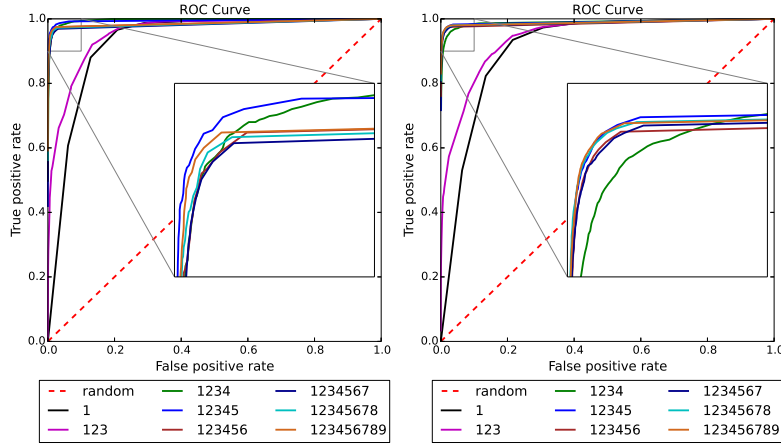 ROC Curve
1.0
0.8
0.6
0.4
0.2
0.0
0.0 0.2 0.4 0.6 0.8 1.0
True positive rate
False positive rate
random 1234 1234567
1 12345 12345678
123 123456 123456789
ROC Curve
1.0
0.8
0.6
0.4
0.2
0.0
0.0 0.2 0.4 0.6 0.8 1.0
True positive rate
False positive rate
random 1234 1234567
1 12345 12345678
123 123456 123456789